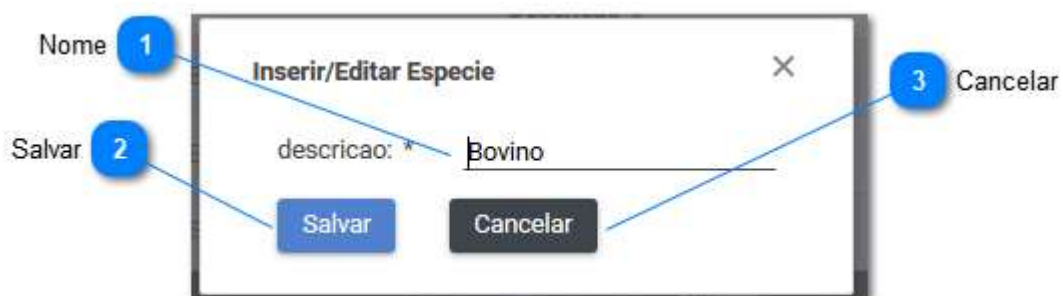 Nome 1
Inserir/Editar Especie ×
3 Cancelar
Salvar 2
descricao: * Bovino
Salvar Cancelar